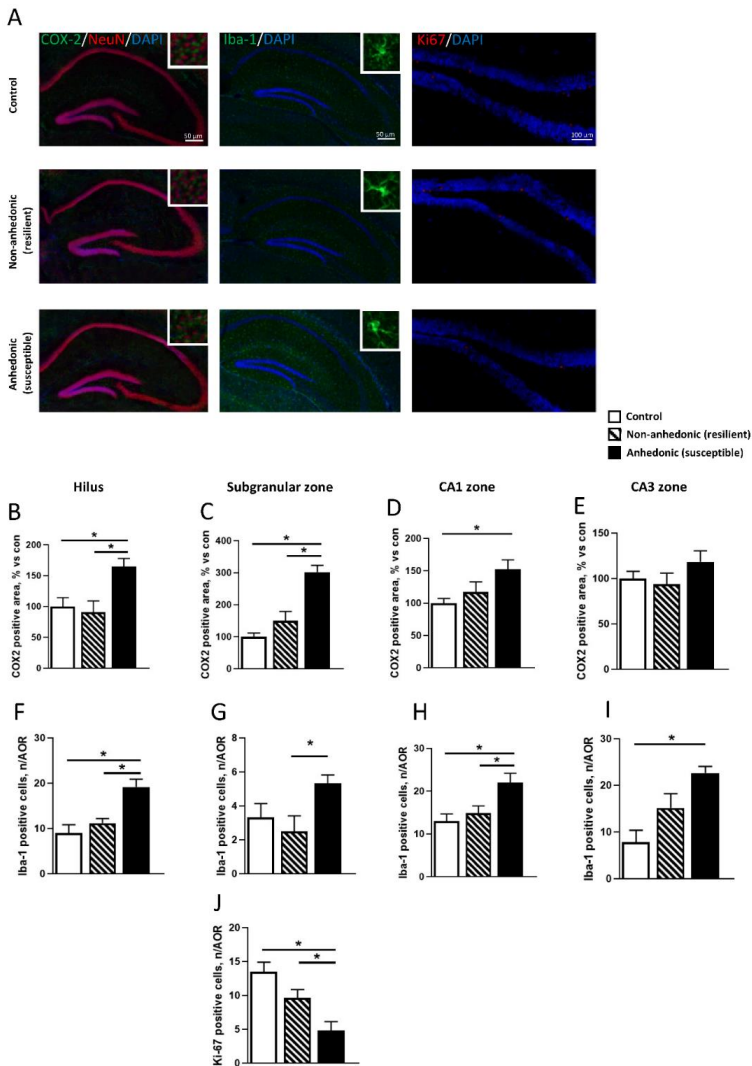 A
COX-2/NeuN/DAPI
Iba-1/DAPI
Ki67/DAPI
Control
50 µm
50 µm
100 µm
Non-anhedonic
(resilient)
Anhedonic
(susceptible)
Control
Non-anhedonic (resilient)
Anhedonic (susceptible)
Hilus
Subgranular zone
CA1 zone
CA3 zone
B
COX2 positive area, % vs con
200
150
100
50
0
*
*
C
COX2 positive area, % vs con
400
300
200
100
0
*
*
D
COX2 positive area, % vs con
200
150
100
50
0
*
E
COX2 positive area, % vs con
150
100
50
0
F
Iba-1 positive cells, n/AOR
30
20
10
0
*
*
G
Iba-1 positive cells, n/AOR
8
6
4
2
0
*
H
Iba-1 positive cells, n/AOR
40
30
20
10
0
*
*
I
Iba-1 positive cells, n/AOR
30
20
10
0
*
J
Ki-67 positive cells, n/AOR
20
15
10
5
0
*
*